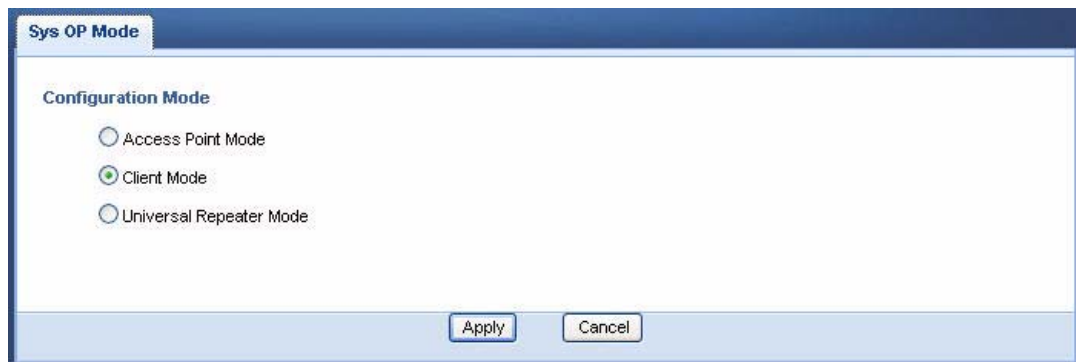 Sys OP Mode
Configuration Mode
Access Point Mode
Client Mode
Universal Repeater Mode
Apply Cancel